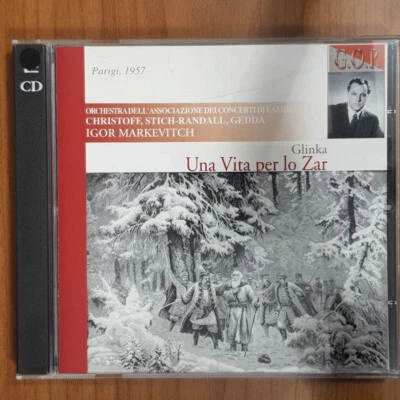 CD
Parigi, 1957
G.O.P.
ORCHESTRA DELL'ASSOCIAZIONE DEI CONCERTI DI
CHRISTOFF, STICH-RANDALL, GEDDA
IGOR MARKEVITCH
Glinka
Una Vita per lo Zar